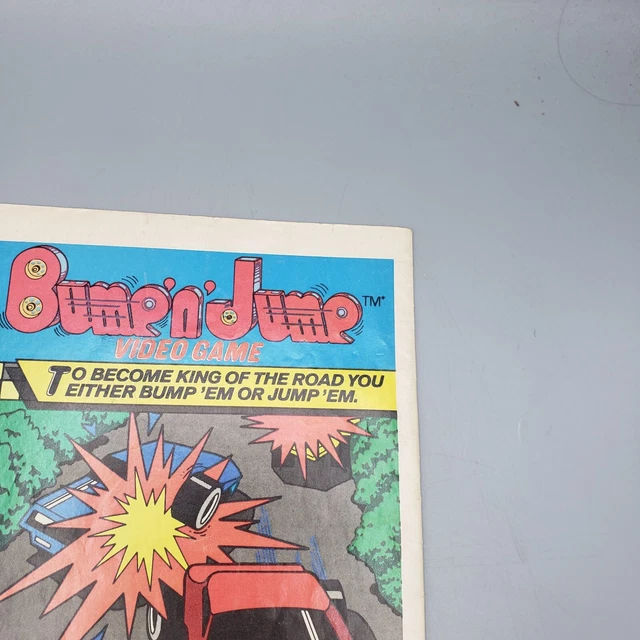 Bump 'n' Jump TM*
VIDEO GAME
TO BECOME KING OF THE ROAD YOU
EITHER BUMP 'EM OR JUMP 'EM.